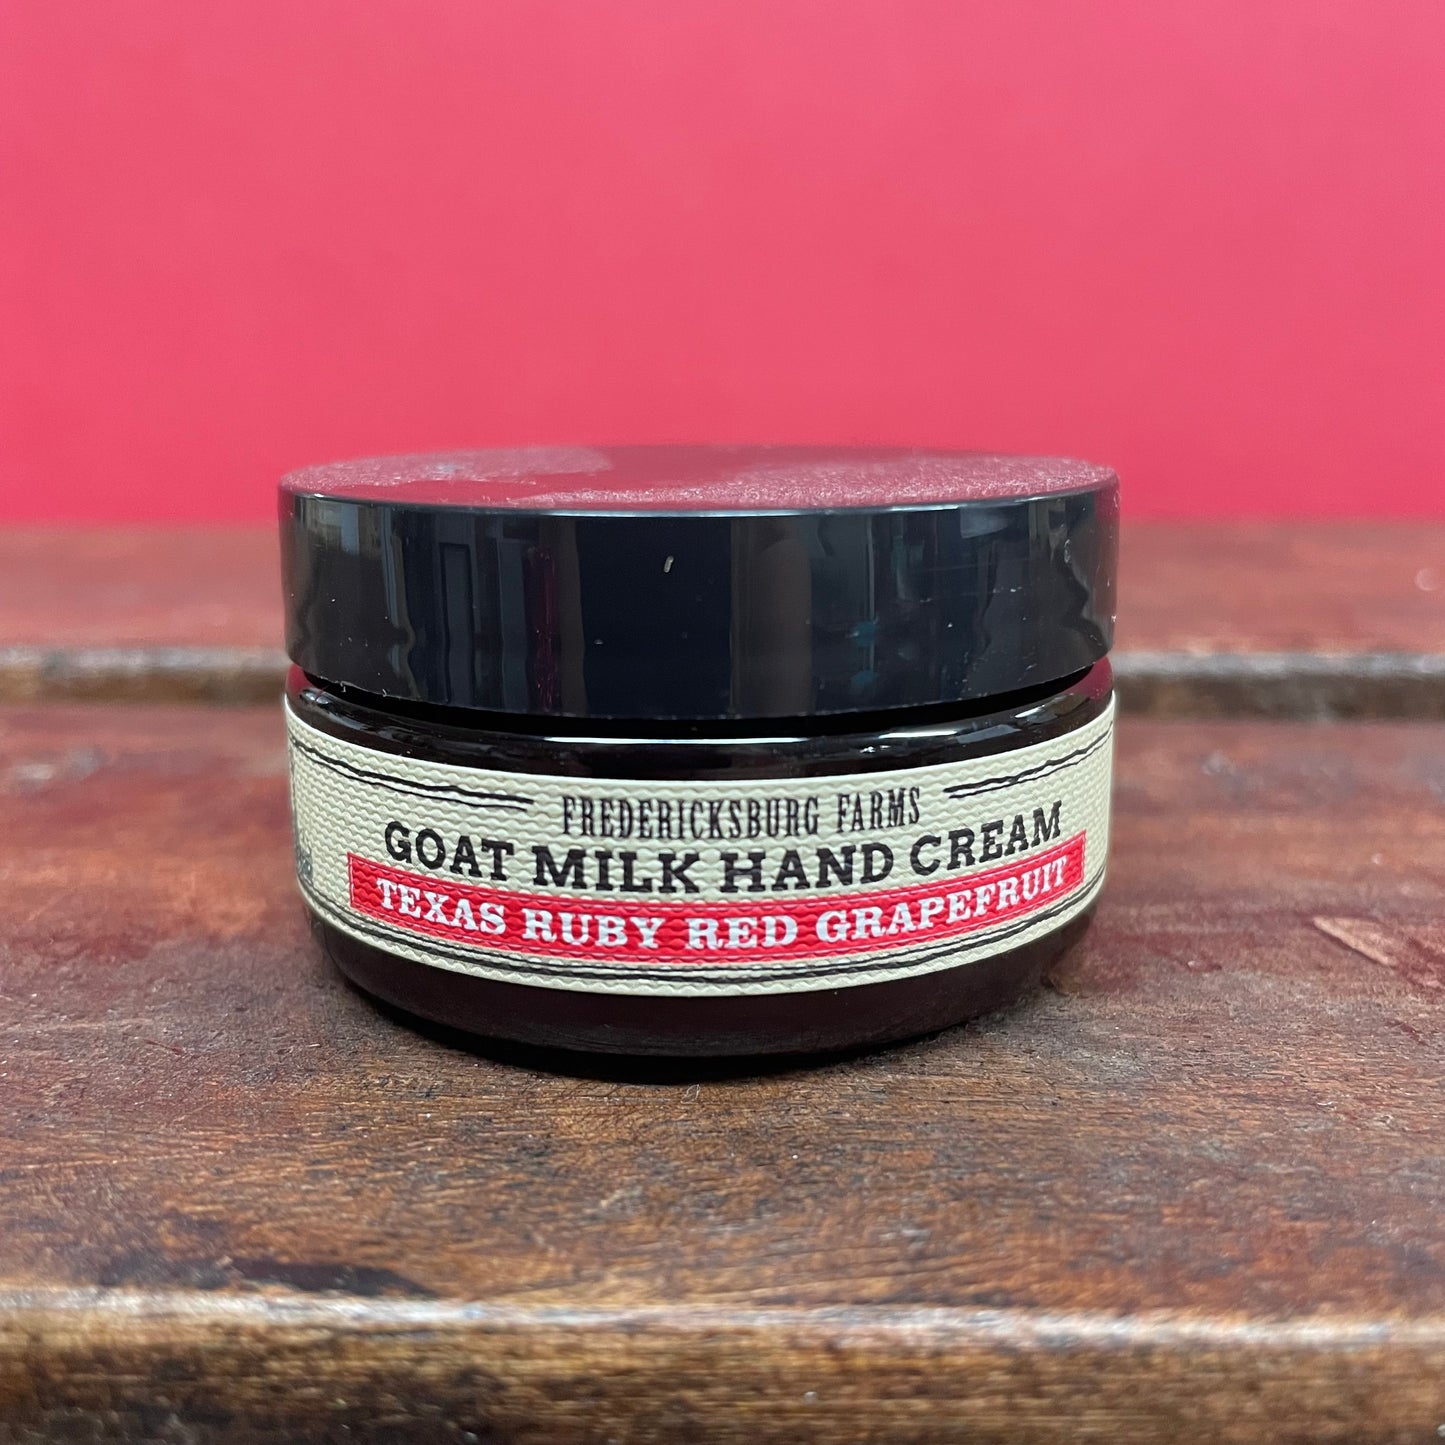 FREDERICKSBURG FARMS
GOAT MILK HAND CREAM
TEXAS RUBY RED GRAPEFRUIT